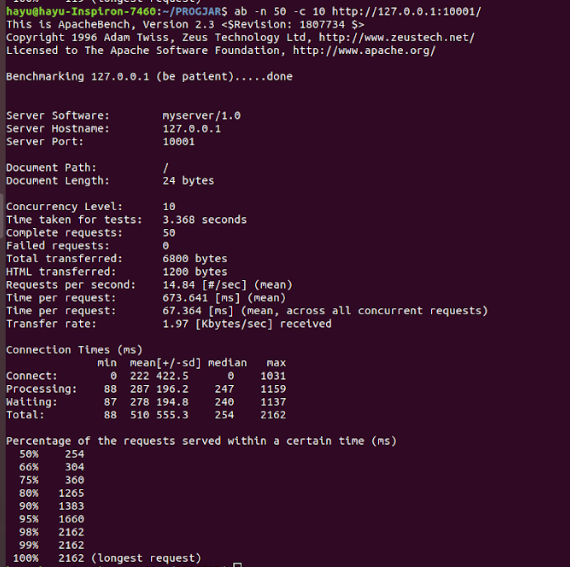 100% 119 (longest request)
hayu@hayu-Inspiron-7460:~/PROGJAR$ ab -n 50 -c 10 http://127.0.0.1:10001/
This is ApacheBench, Version 2.3 <$Revision: 1807734 $>
Copyright 1996 Adam Twiss, Zeus Technology Ltd, http://www.zeustech.net/
Licensed to The Apache Software Foundation, http://www.apache.org/

Benchmarking 127.0.0.1 (be patient).....done

Server Software: myserver/1.0
Server Hostname: 127.0.0.1
Server Port: 10001

Document Path: /
Document Length: 24 bytes

Concurrency Level: 10
Time taken for tests: 3.368 seconds
Complete requests: 50
Failed requests: 0
Total transferred: 6800 bytes
HTML transferred: 1200 bytes
Requests per second: 14.84 [#/sec] (mean)
Time per request: 673.641 [ms] (mean)
Time per request: 67.364 [ms] (mean, across all concurrent requests)
Transfer rate: 1.97 [Kbytes/sec] received

Connection Times (ms)
min mean[+/-sd] median max
Connect: 0 222 422.5 0 1031
Processing: 88 287 196.2 247 1159
Waiting: 87 278 194.8 240 1137
Total: 88 510 555.3 254 2162

Percentage of the requests served within a certain time (ms)
50% 254
66% 304
75% 360
80% 1265
90% 1383
95% 1660
98% 2162
99% 2162
100% 2162 (longest request)